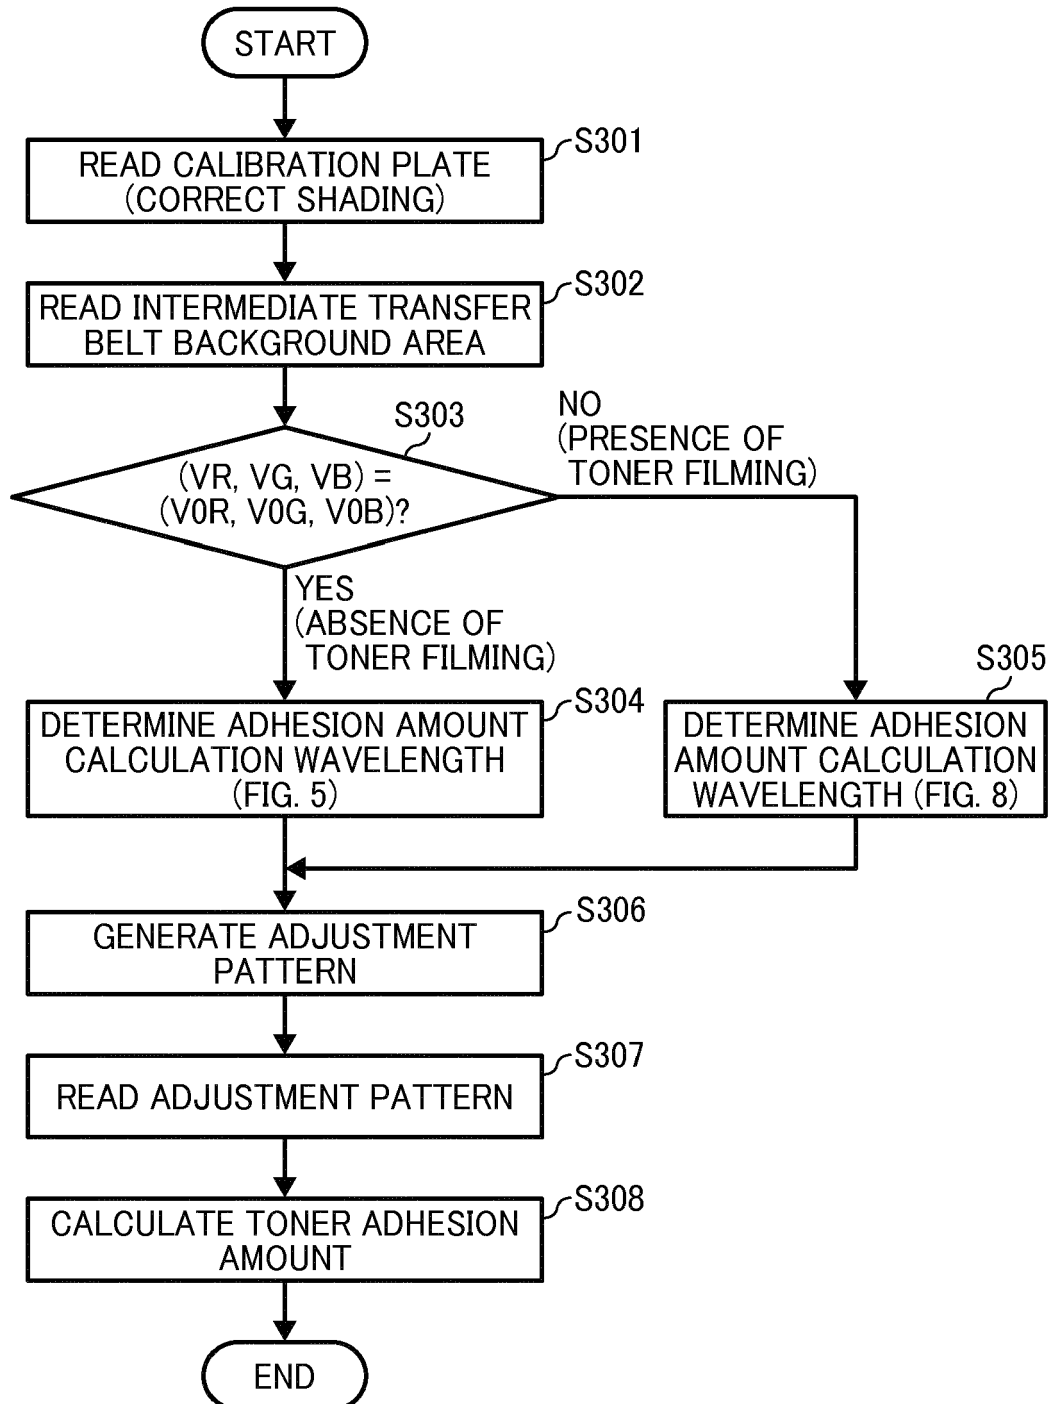 START
S301
READ CALIBRATION PLATE
(CORRECT SHADING)
S302
READ INTERMEDIATE TRANSFER
BELT BACKGROUND AREA
S303
(VR, VG, VB) =
(V0R, V0G, V0B)?
NO
(PRESENCE OF
TONER FILMING)
YES
(ABSENCE OF
TONER FILMING)
S304
DETERMINE ADHESION AMOUNT
CALCULATION WAVELENGTH
(FIG. 5)
S305
DETERMINE ADHESION
AMOUNT CALCULATION
WAVELENGTH (FIG. 8)
S306
GENERATE ADJUSTMENT
PATTERN
S307
READ ADJUSTMENT PATTERN
S308
CALCULATE TONER ADHESION
AMOUNT
END